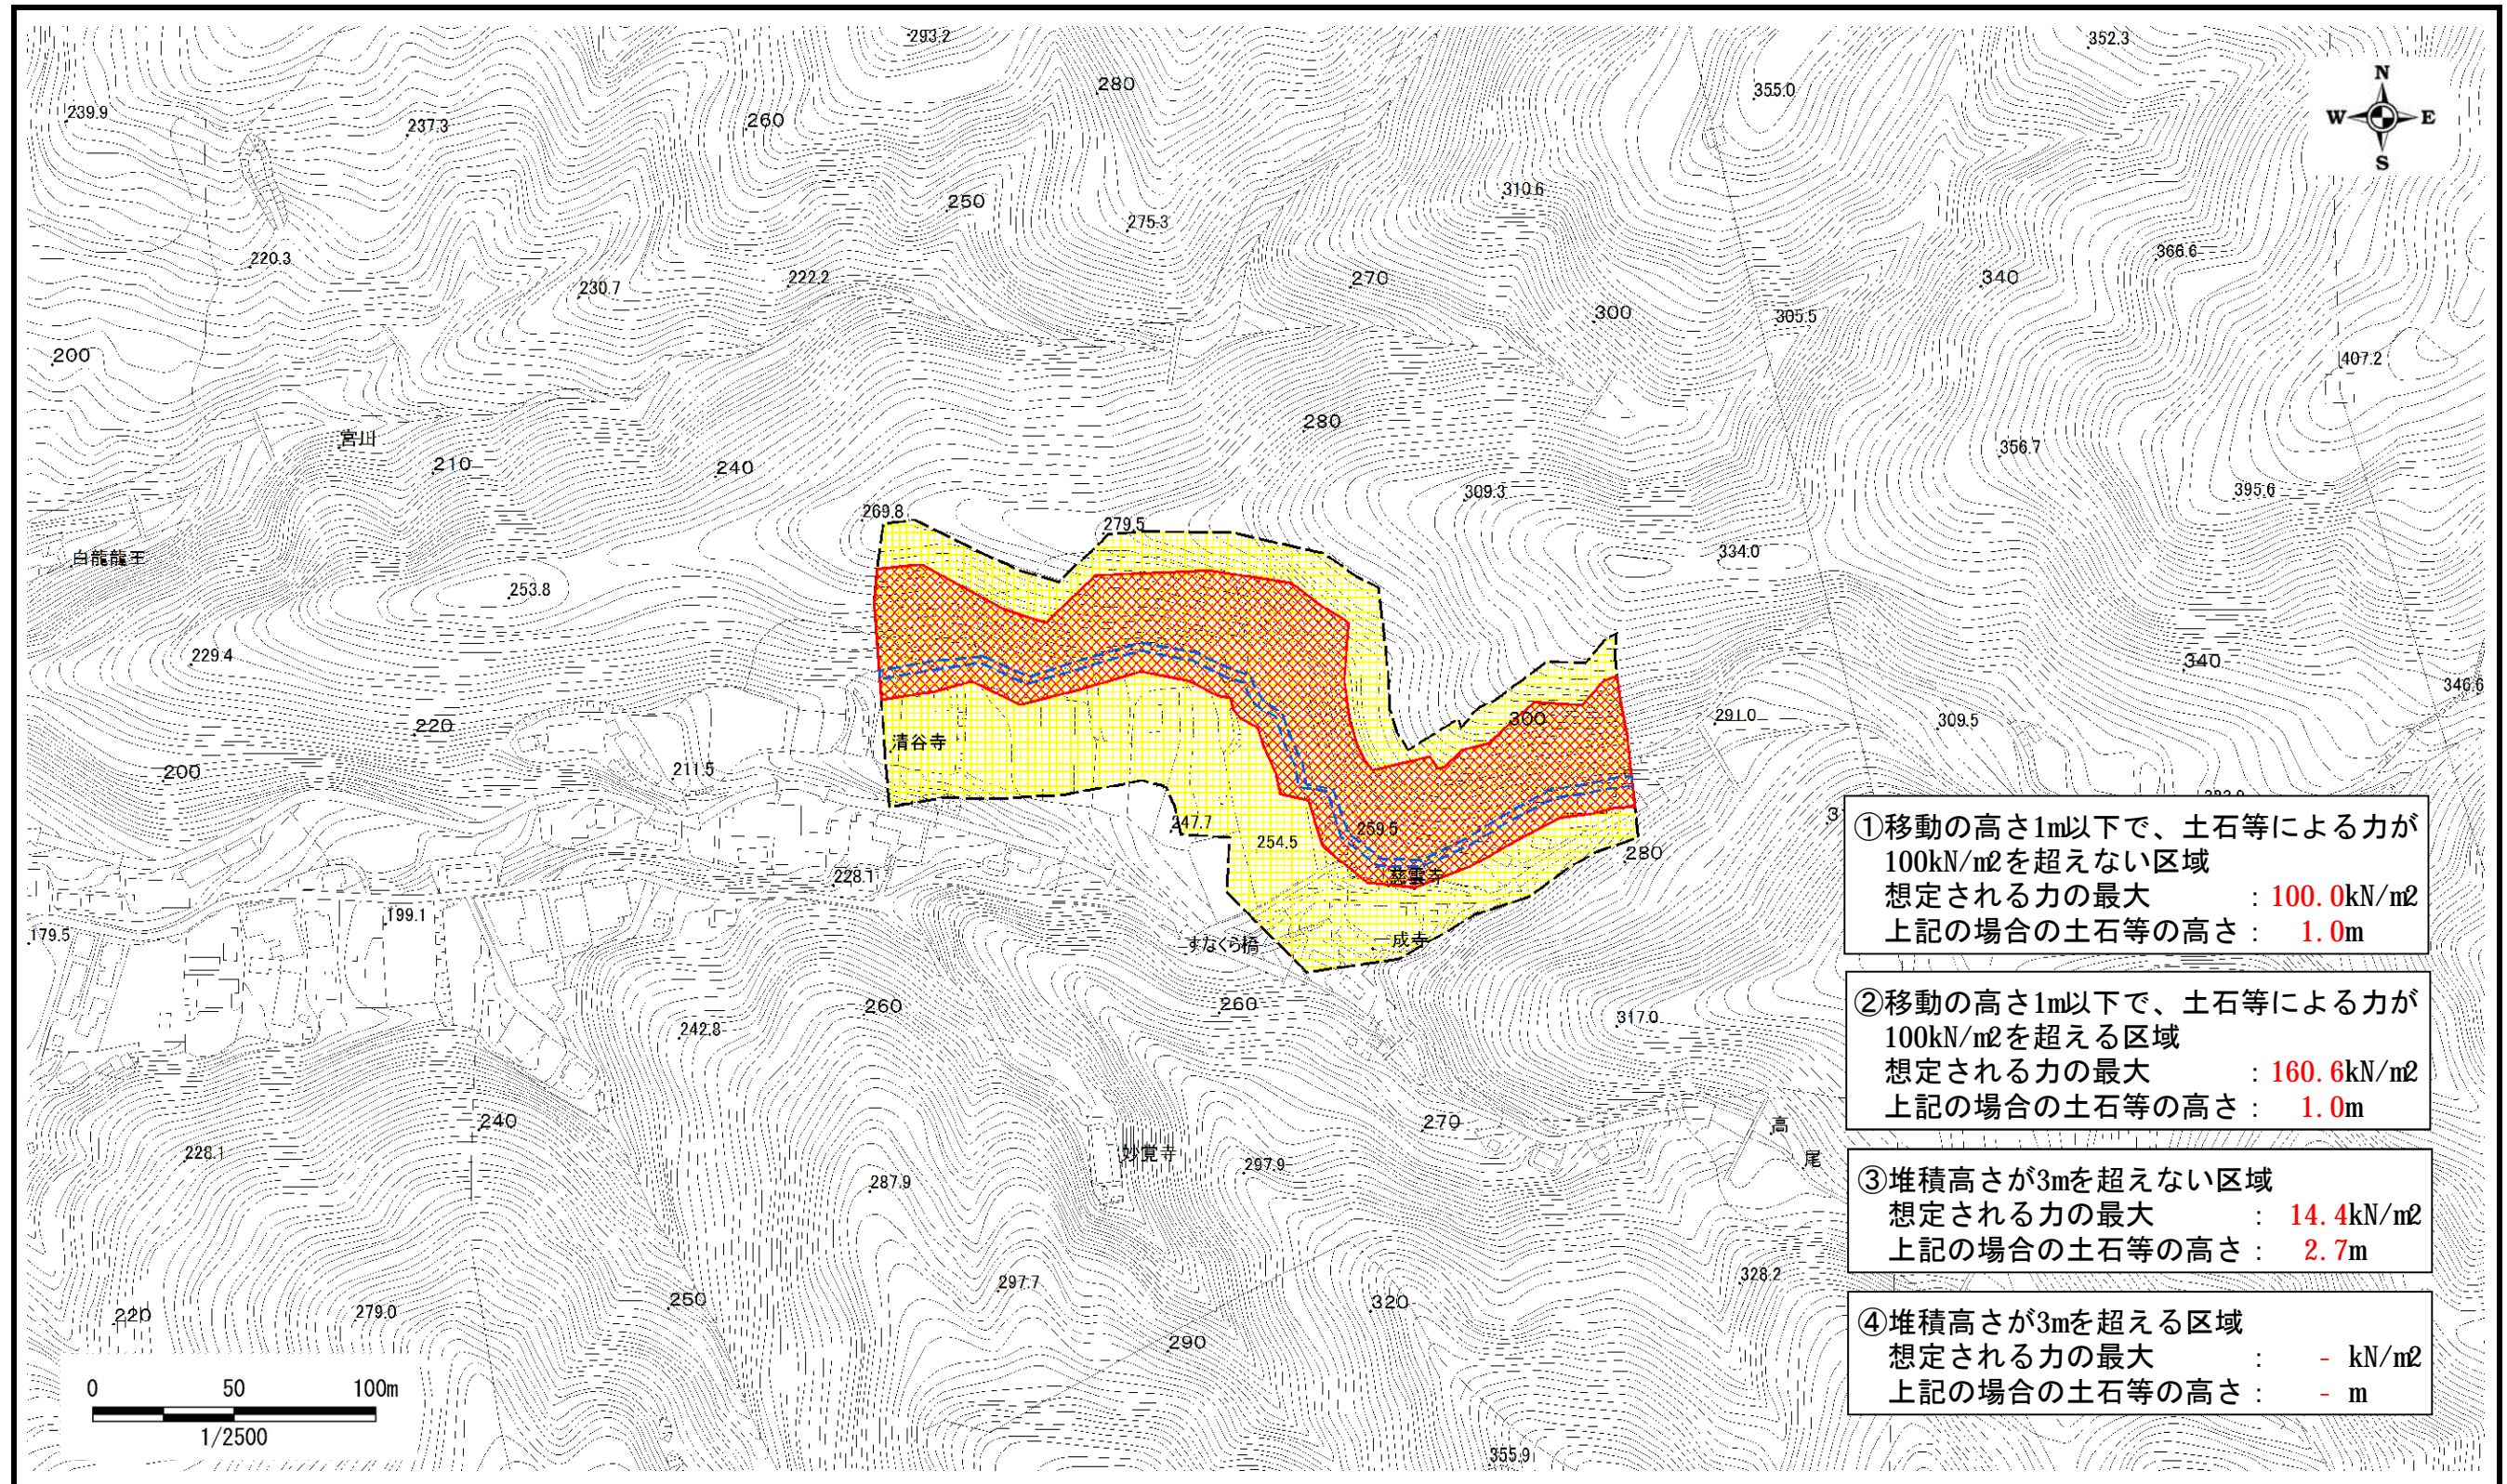 293.2
352.3
280
355.0
N
W E
S
239.9
237.3
260
310.6
250
275.3
220.3
366.6
230.7
222.2
270
340
300
305.5
200
407.2
280
宮川
356.7
210
240
309.3
395.6
269.8
279.5
白龍龍王
334.0
253.8
229.4
340
346.6
220
清谷寺
300
291.0
309.5
200
211.5
247.7
254.5
259.5
280
慈雲寺
228.1
199.1
179.5
すなくら橋
一成寺
①移動の高さ1m以下で、土石等による力が
100kN/m2を超えない区域
想定される力の最大 : 100.0kN/m2
上記の場合の土石等の高さ : 1.0m
②移動の高さ1m以下で、土石等による力が
100kN/m2を超える区域
想定される力の最大 : 160.6kN/m2
上記の場合の土石等の高さ : 1.0m
260
260
242.8
317.0
240
270
高
尾
228.1
妙覚寺
297.9
287.9
③堆積高さが3mを超えない区域
想定される力の最大 : 14.4kN/m2
上記の場合の土石等の高さ : 2.7m
297.7
328.2
250
320
220
279.0
290
④堆積高さが3mを超える区域
想定される力の最大 : - kN/m2
上記の場合の土石等の高さ : - m
0 50 100m
1/2500
355.9